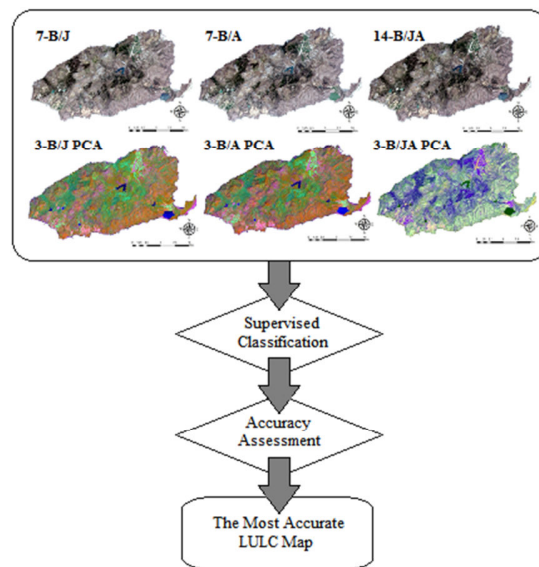 7-B/J 7-B/A 14-B/JA
3-B/J PCA 3-B/A PCA 3-B/JA PCA
Supervised
Classification
Accuracy
Assessment
The Most Accurate
LULC Map